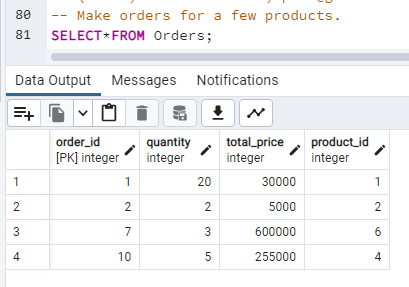 80 -- Make orders for a few products.
81 SELECT*FROM Orders;
Data Output Messages Notifications
order_id quantity total_price product_id
[PK] integer integer integer integer
1 1 20 30000 1
2 2 2 5000 2
3 7 3 600000 6
4 10 5 255000 4